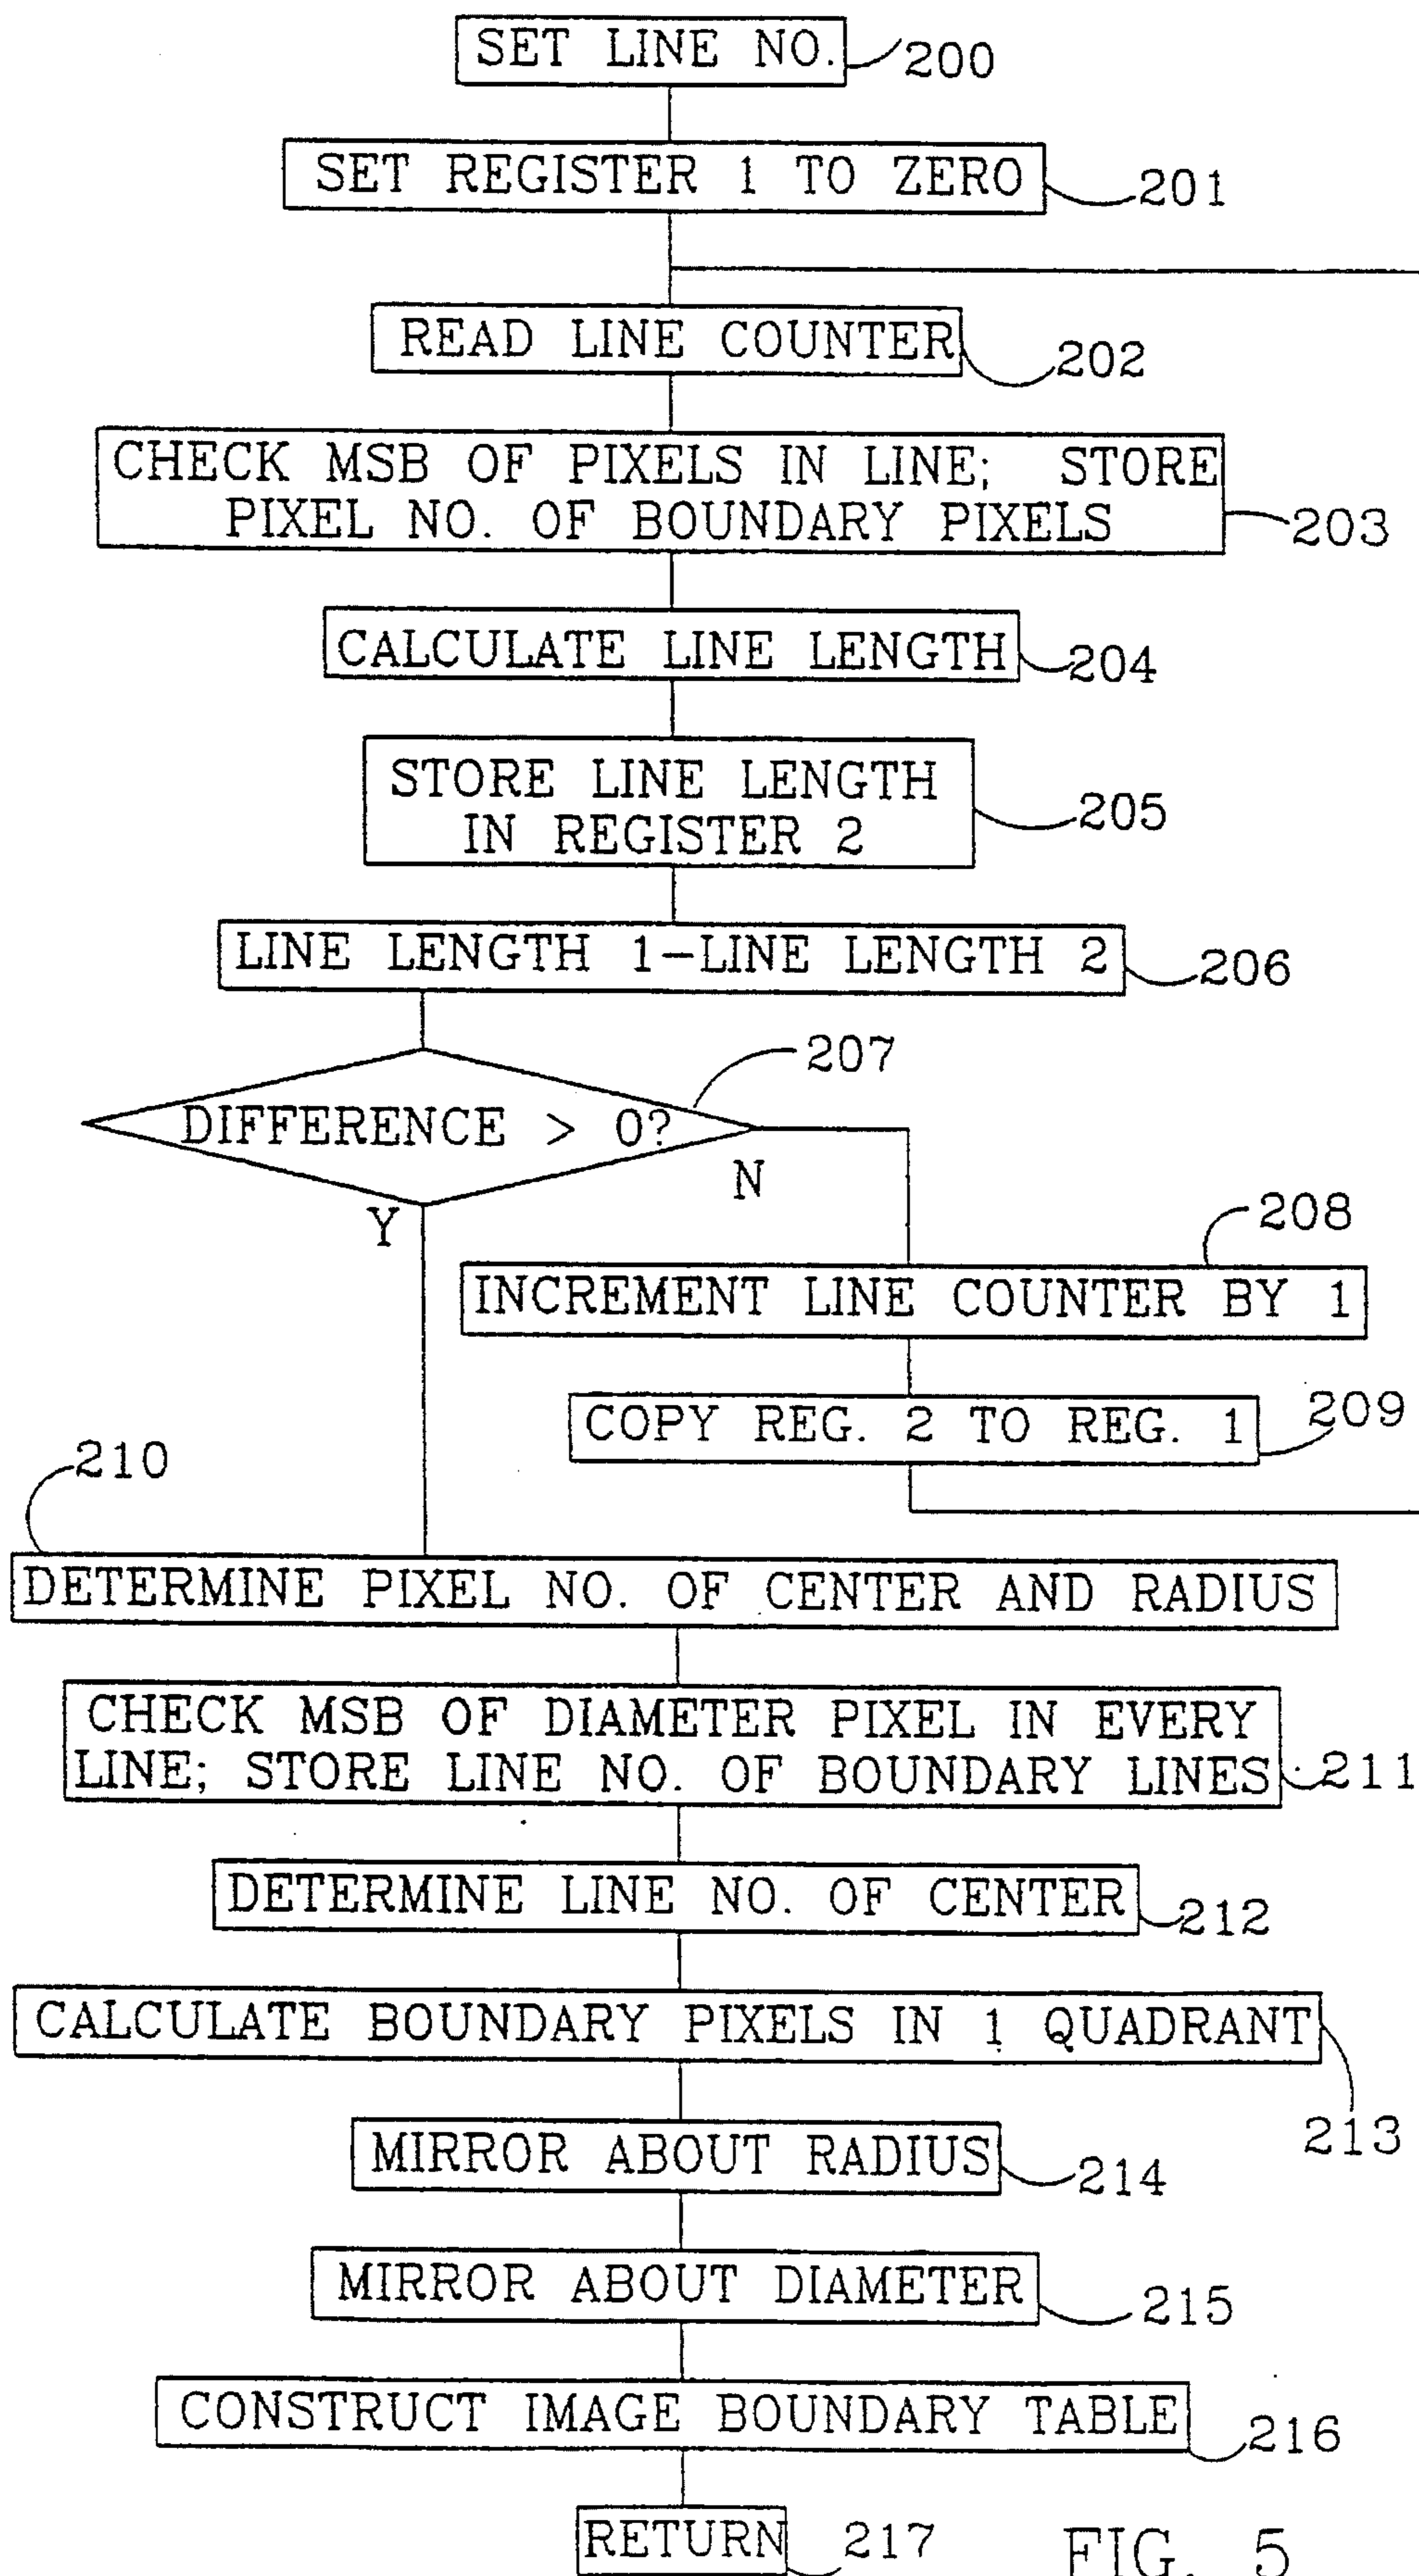 SET LINE NO.
200
SET REGISTER 1 TO ZERO
201
READ LINE COUNTER
202
CHECK MSB OF PIXELS IN LINE; STORE
PIXEL NO. OF BOUNDARY PIXELS
203
CALCULATE LINE LENGTH
204
STORE LINE LENGTH
IN REGISTER 2
205
LINE LENGTH 1-LINE LENGTH 2
206
207
DIFFERENCE > 0?
N
Y
208
INCREMENT LINE COUNTER BY 1
COPY REG. 2 TO REG. 1
209
210
DETERMINE PIXEL NO. OF CENTER AND RADIUS
CHECK MSB OF DIAMETER PIXEL IN EVERY
LINE; STORE LINE NO. OF BOUNDARY LINES
211
DETERMINE LINE NO. OF CENTER
212
CALCULATE BOUNDARY PIXELS IN 1 QUADRANT
213
MIRROR ABOUT RADIUS
214
MIRROR ABOUT DIAMETER
215
CONSTRUCT IMAGE BOUNDARY TABLE
216
RETURN
217
FIG. 5